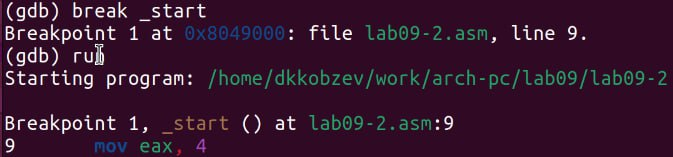 (gdb) break _start
Breakpoint 1 at 0x8049000: file lab09-2.asm, line 9.
(gdb) run
Starting program: /home/dkkobzev/work/arch-pc/lab09/lab09-2

Breakpoint 1, _start () at lab09-2.asm:9
9       mov eax, 4